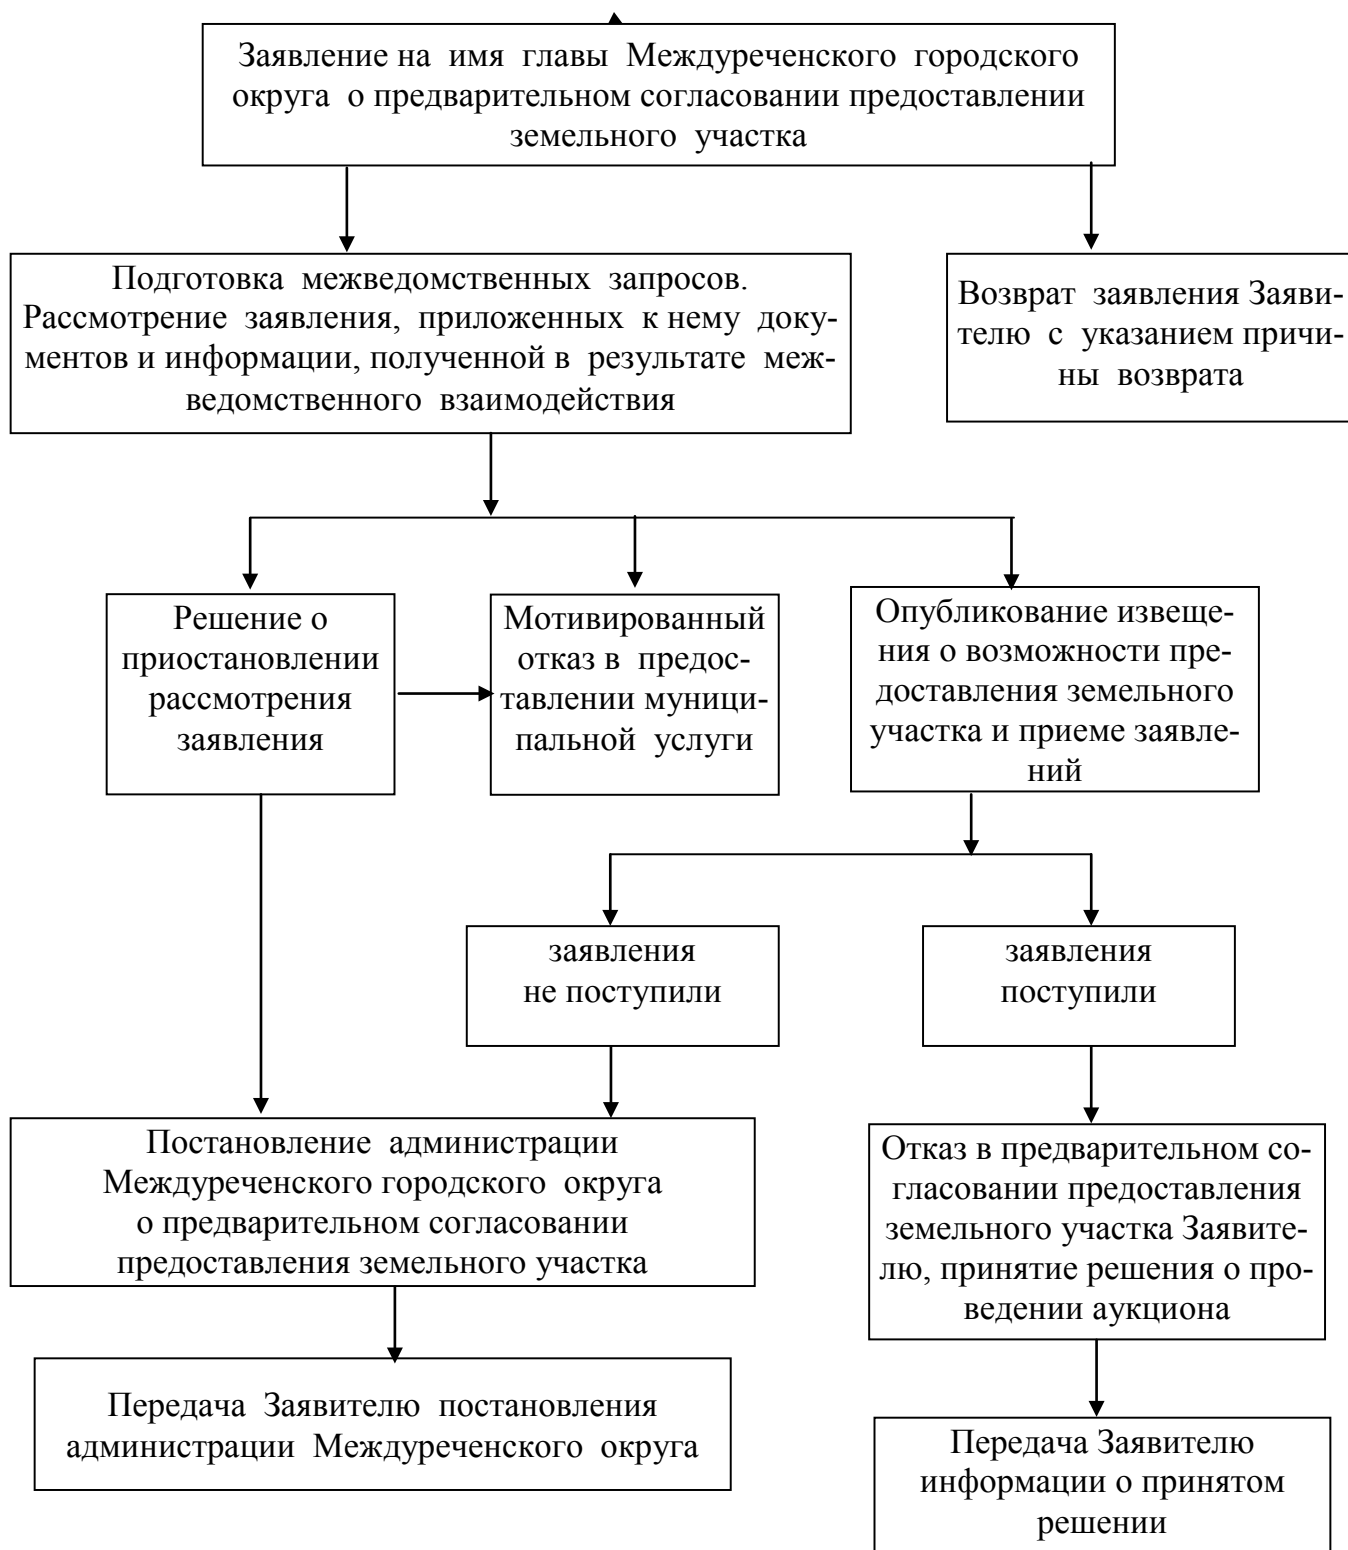 Заявление на имя главы Междуреченского городского
округа о предварительном согласовании предоставлении
земельного участка
Подготовка межведомственных запросов.
Рассмотрение заявления, приложенных к нему доку-
ментов и информации, полученной в результате меж-
ведомственного взаимодействия
Возврат заявления Заяви-
телю с указанием причи-
ны возврата
Решение о
приостановлении
рассмотрения
заявления
Мотивированный
отказ в предос-
тавлении муници-
пальной услуги
Опубликование извеще-
ния о возможности пре-
доставления земельного
участка и приеме заявле-
ний
заявления
не поступили
заявления
поступили
Постановление администрации
Междуреченского городского округа
о предварительном согласовании
предоставления земельного участка
Отказ в предварительном со-
гласовании предоставления
земельного участка Заявите-
лю, принятие решения о про-
ведении аукциона
Передача Заявителю постановления
администрации Междуреченского округа
Передача Заявителю
информации о принятом
решении